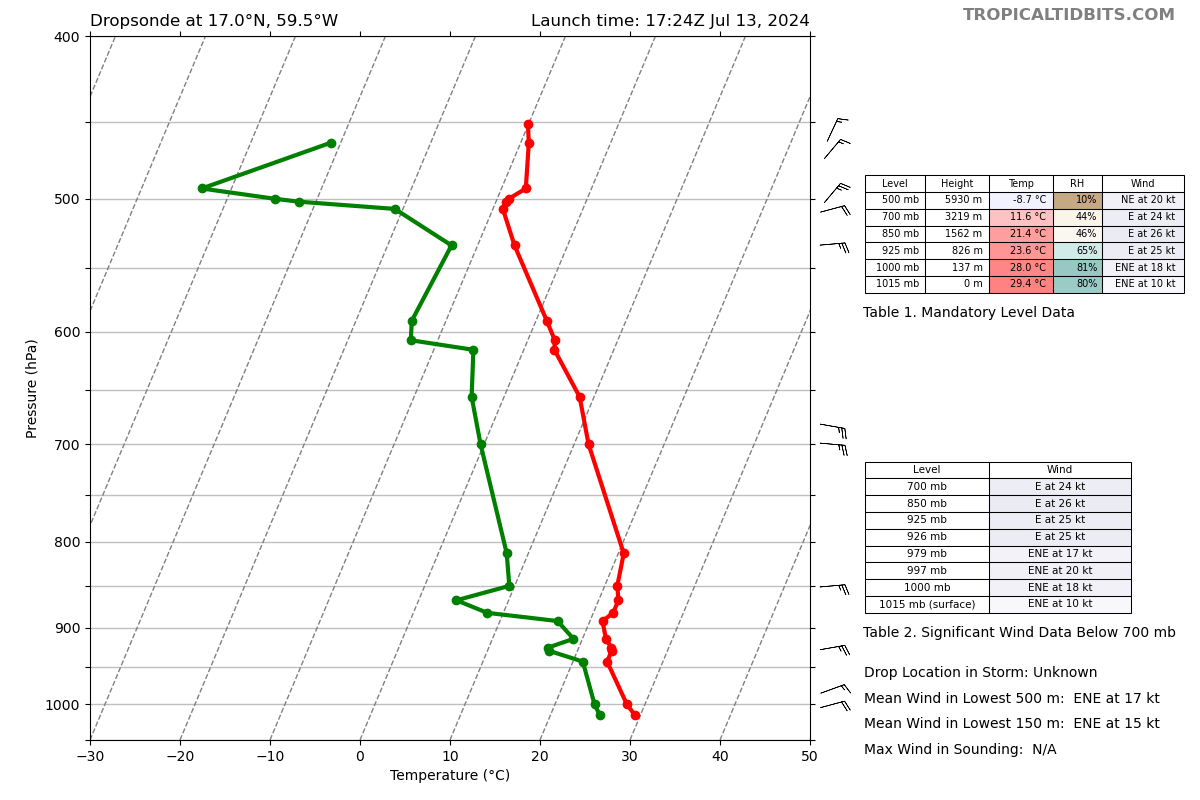 Dropsonde at 17.0°N, 59.5°W
Launch time: 17:24Z Jul 13, 2024
TROPICALTIDBITS.COM
400
500
600
700
800
900
1000
Pressure (hPa)
−30 −20 −10 0 10 20 30 40 50
Temperature (°C)
Level Height Temp RH Wind
500 mb 5930 m -8.7 °C 10% NE at 20 kt
700 mb 3219 m 11.6 °C 44% E at 24 kt
850 mb 1562 m 21.4 °C 46% E at 26 kt
925 mb 826 m 23.6 °C 65% E at 25 kt
1000 mb 137 m 28.0 °C 81% ENE at 18 kt
1015 mb 0 m 29.4 °C 80% ENE at 10 kt
Table 1. Mandatory Level Data
Level Wind
700 mb E at 24 kt
850 mb E at 26 kt
925 mb E at 25 kt
926 mb E at 25 kt
979 mb ENE at 17 kt
997 mb ENE at 20 kt
1000 mb ENE at 18 kt
1015 mb (surface) ENE at 10 kt
Table 2. Significant Wind Data Below 700 mb
Drop Location in Storm: Unknown
Mean Wind in Lowest 500 m: ENE at 17 kt
Mean Wind in Lowest 150 m: ENE at 15 kt
Max Wind in Sounding: N/A